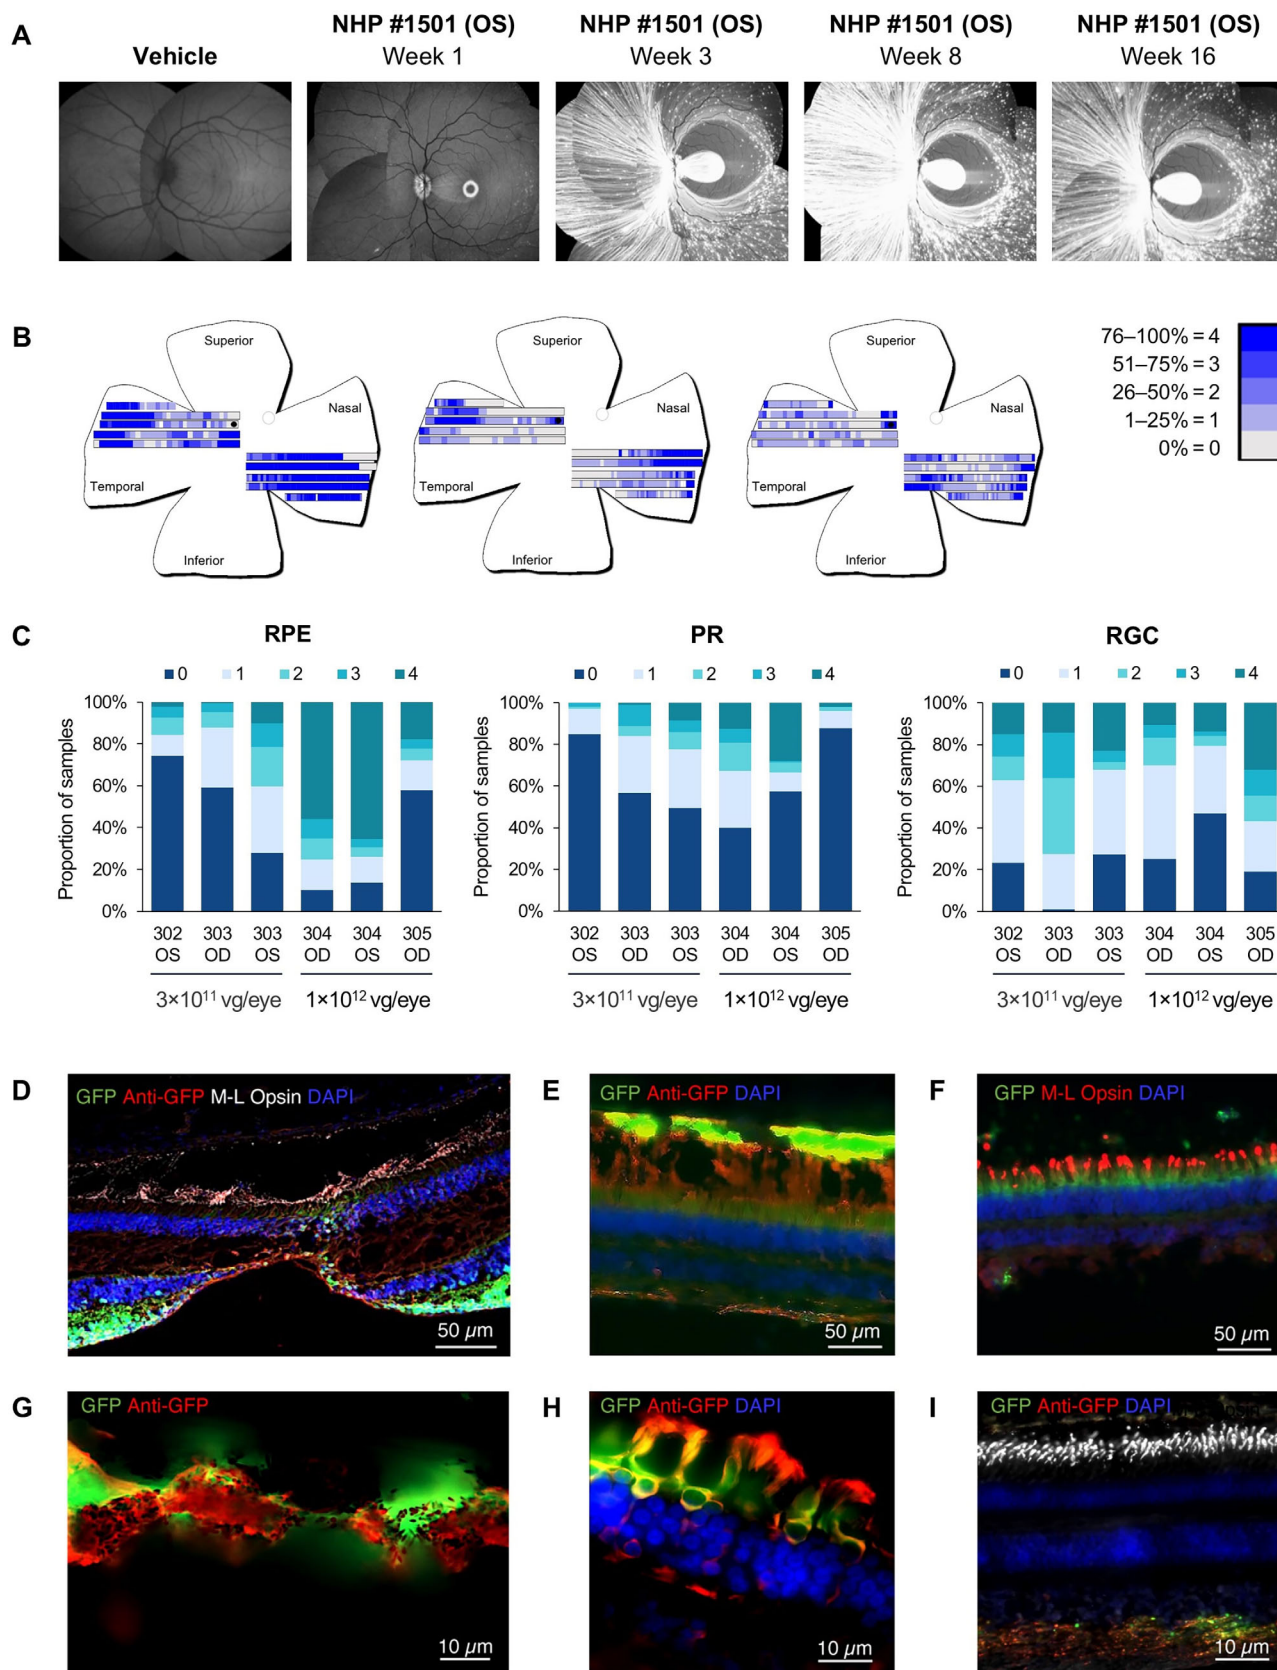 A
Vehicle
NHP #1501 (OS)
Week 1
NHP #1501 (OS)
Week 3
NHP #1501 (OS)
Week 8
NHP #1501 (OS)
Week 16
B
Superior
Nasal
Temporal
Inferior
Superior
Nasal
Temporal
Inferior
Superior
Nasal
Temporal
Inferior
76–100% = 4
51–75% = 3
26–50% = 2
1–25% = 1
0% = 0
C
RPE
0 1 2 3 4
Proportion of samples
100%
80%
60%
40%
20%
0%
302 303 303 304 304 305
OS OD OS OD OS OD
3×10¹¹ vg/eye 1×10¹² vg/eye
PR
0 1 2 3 4
Proportion of samples
100%
80%
60%
40%
20%
0%
302 303 303 304 304 305
OS OD OS OD OS OD
3×10¹¹ vg/eye 1×10¹² vg/eye
RGC
0 1 2 3 4
Proportion of samples
100%
80%
60%
40%
20%
0%
302 303 303 304 304 305
OS OD OS OD OS OD
3×10¹¹ vg/eye 1×10¹² vg/eye
D
GFP Anti-GFP M-L Opsin DAPI
50 µm
E
GFP Anti-GFP DAPI
50 µm
F
GFP M-L Opsin DAPI
50 µm
G
GFP Anti-GFP
10 µm
H
GFP Anti-GFP DAPI
10 µm
I
GFP Anti-GFP DAPI
10 µm